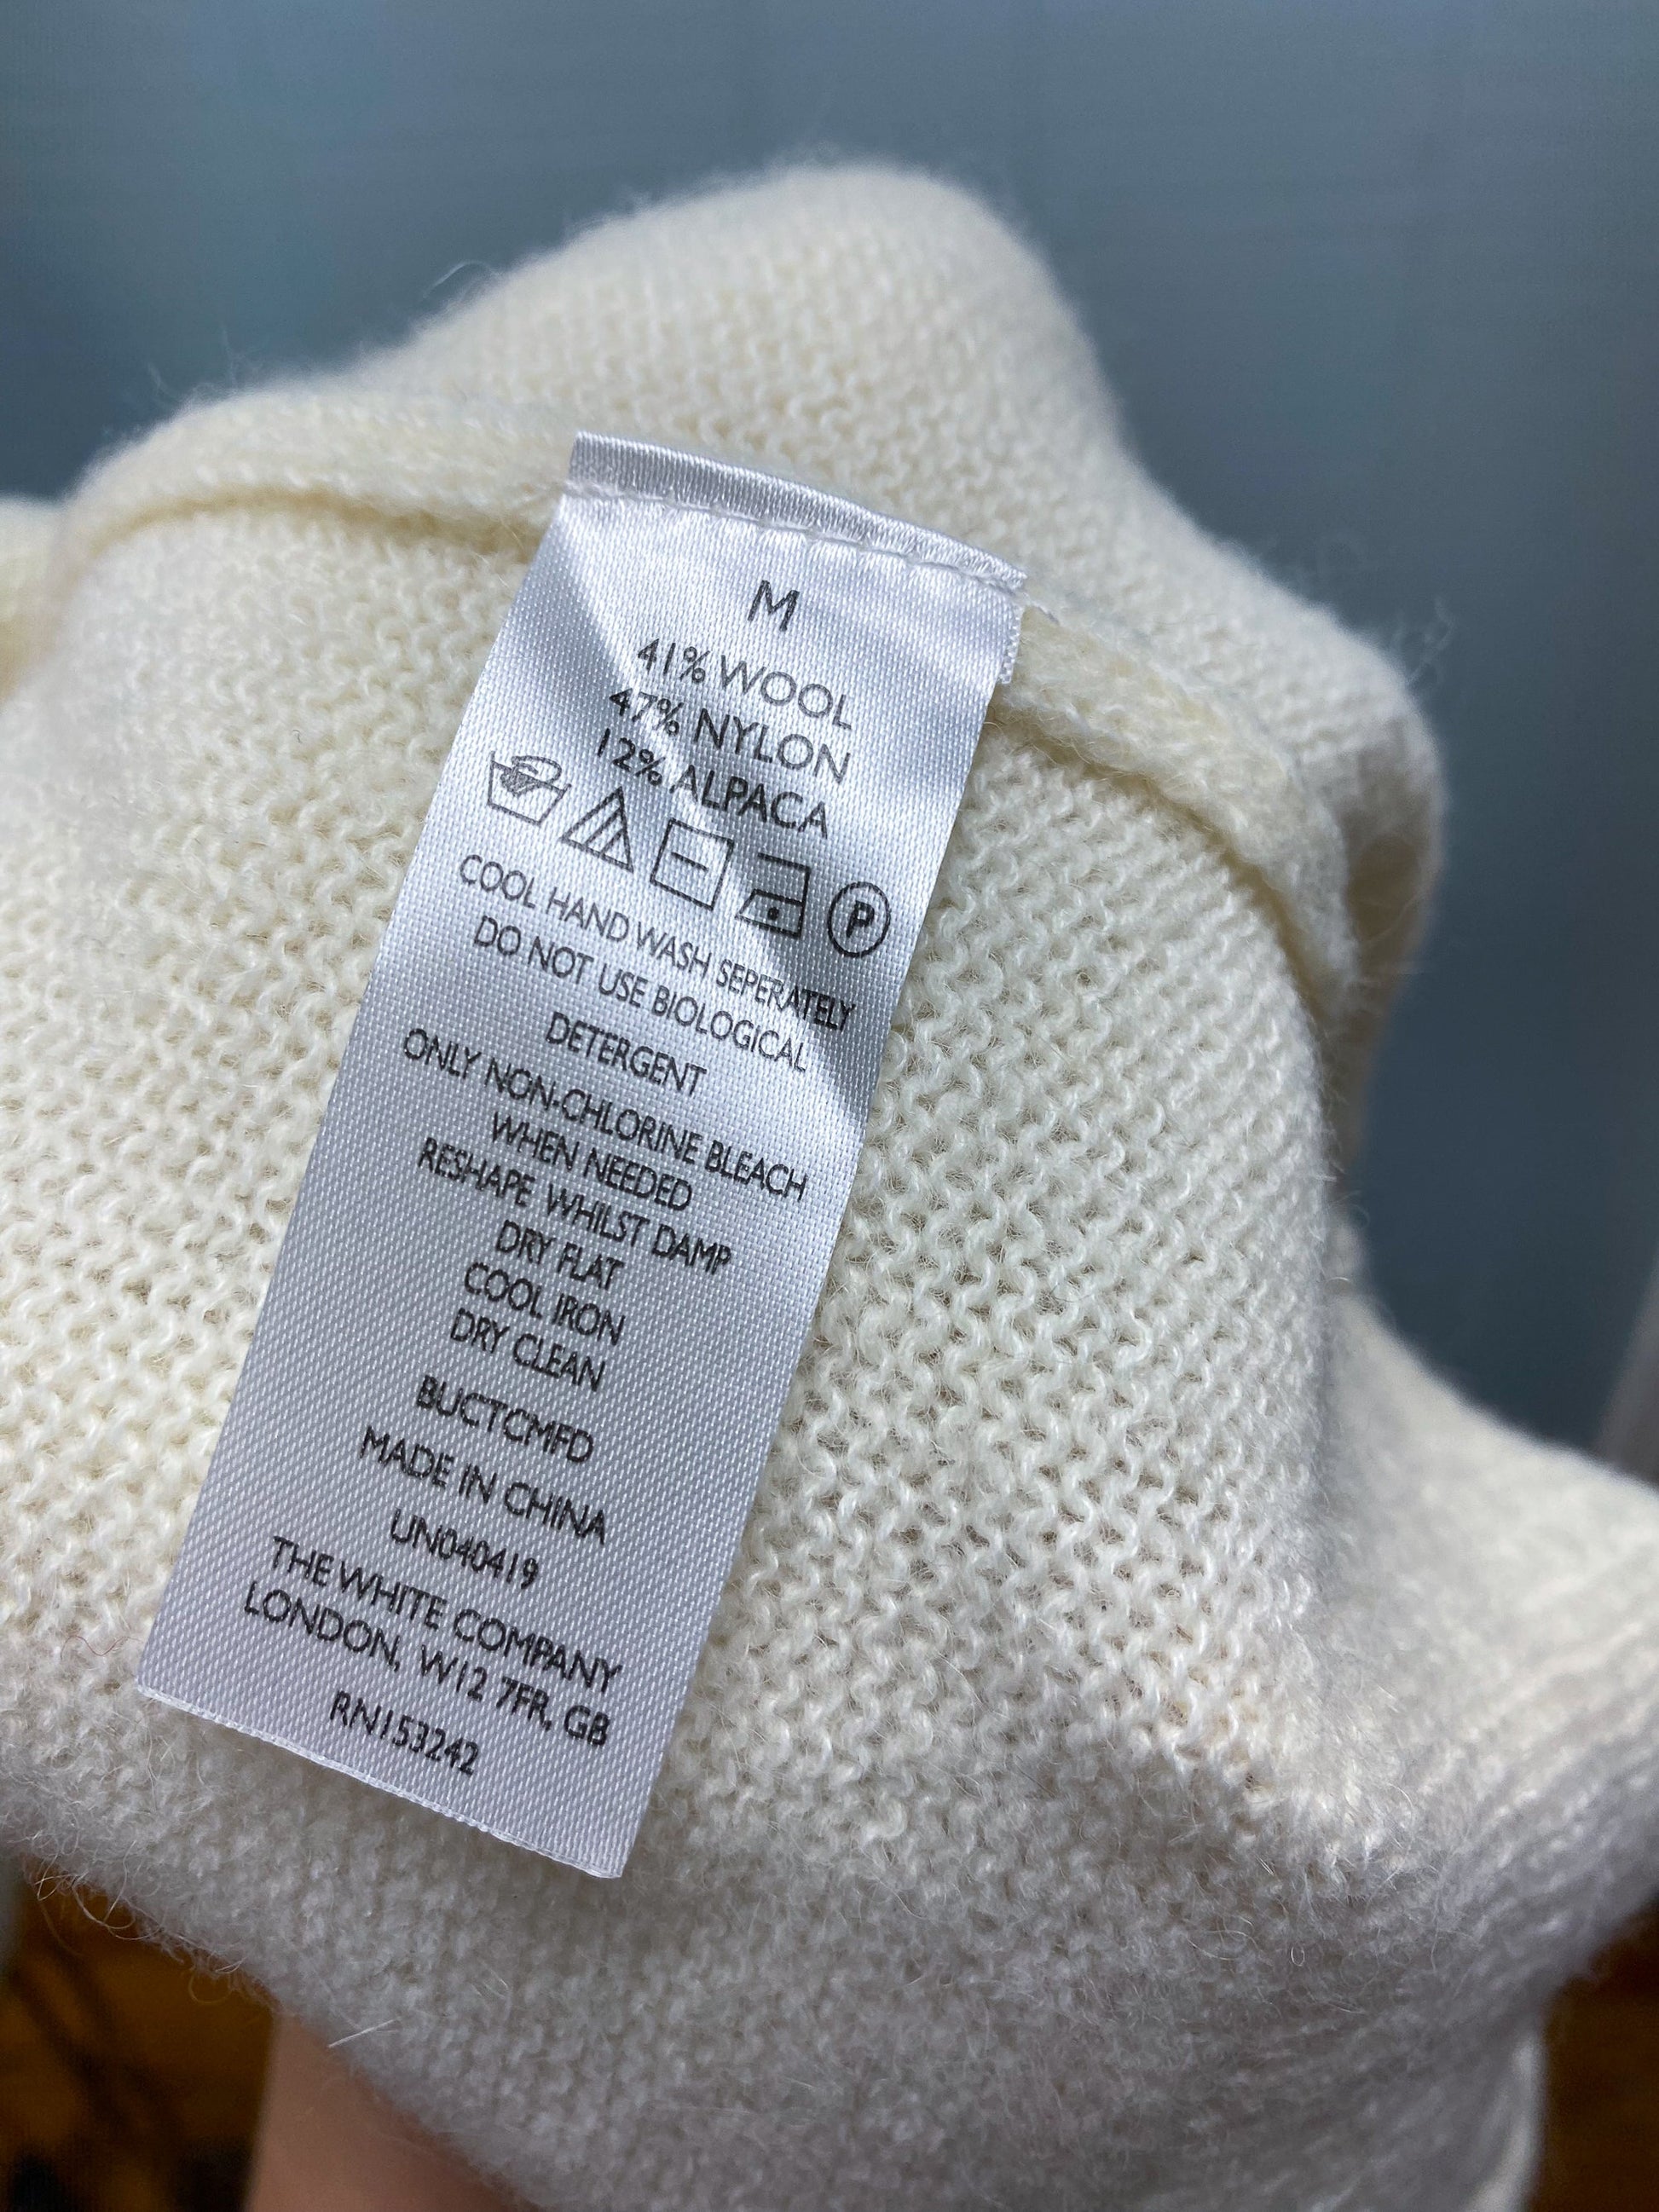 M
41% WOOL
47% NYLON
12% ALPACA
P
COOL HAND WASH SEPERATELY
DO NOT USE BIOLOGICAL
DETERGENT
ONLY NON-CHLORINE BLEACH
WHEN NEEDED
RESHAPE WHILST DAMP
DRY FLAT
COOL IRON
DRY CLEAN
BUCTCMFD
MADE IN CHINA
UN040419
THE WHITE COMPANY
LONDON, W12 7FR, GB
RN153242